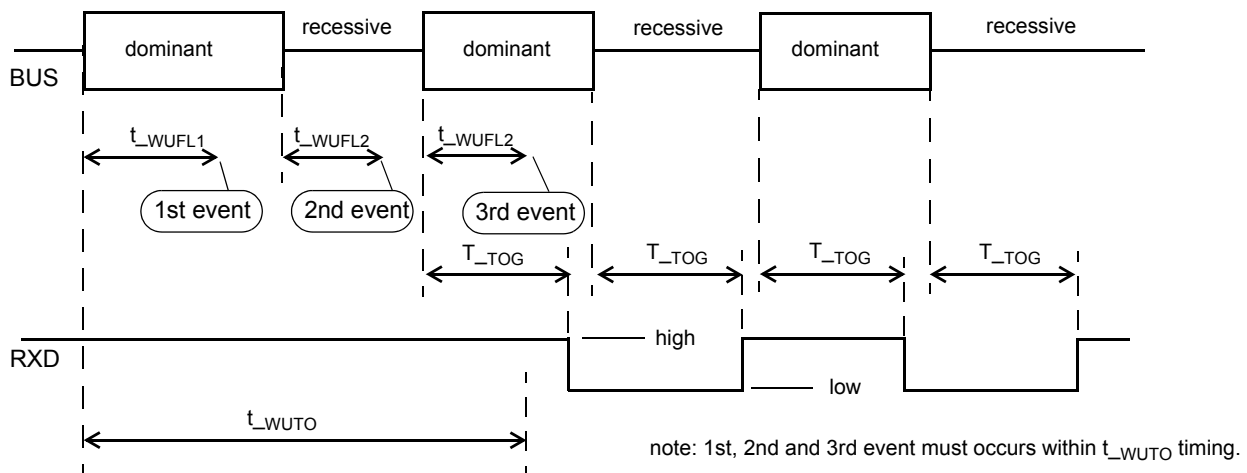 recessive recessive recessive
dominant dominant dominant
BUS
t_WUFL1 t_WUFL2 t_WUFL2
1st event 2nd event 3rd event
T_TOG T_TOG T_TOG T_TOG
high
RXD
low
t_WUTO
note: 1st, 2nd and 3rd event must occurs within t_WUTO timing.